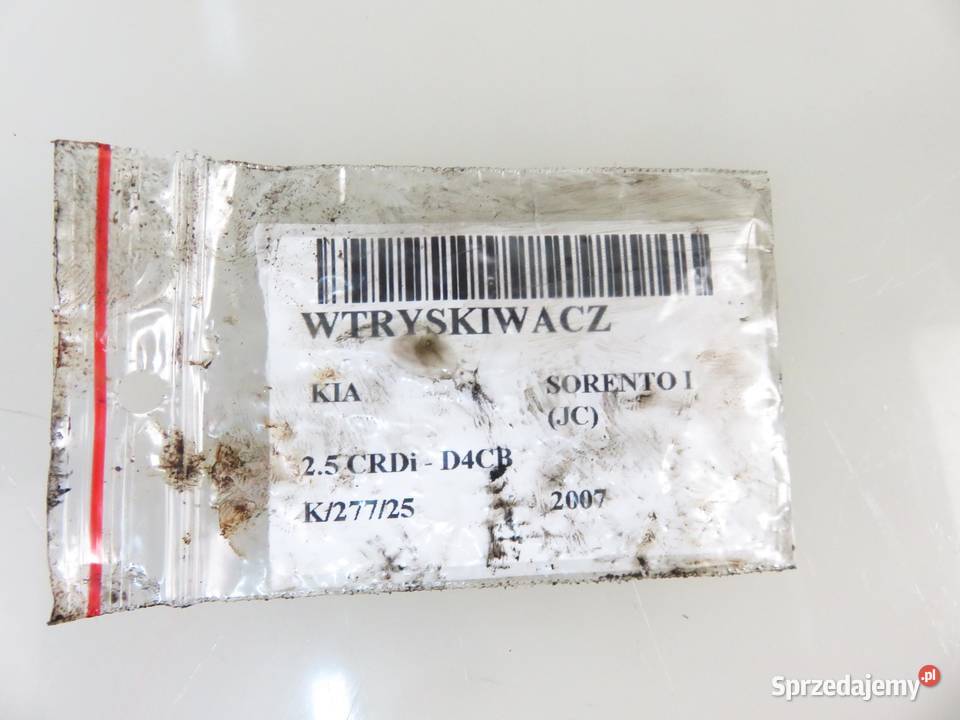 WTRYSKIWACZ
KIA SORENTO I
(JC)
2.5 CRDi - D4CB
K/277/25 2007
Sprzedajemy.pl